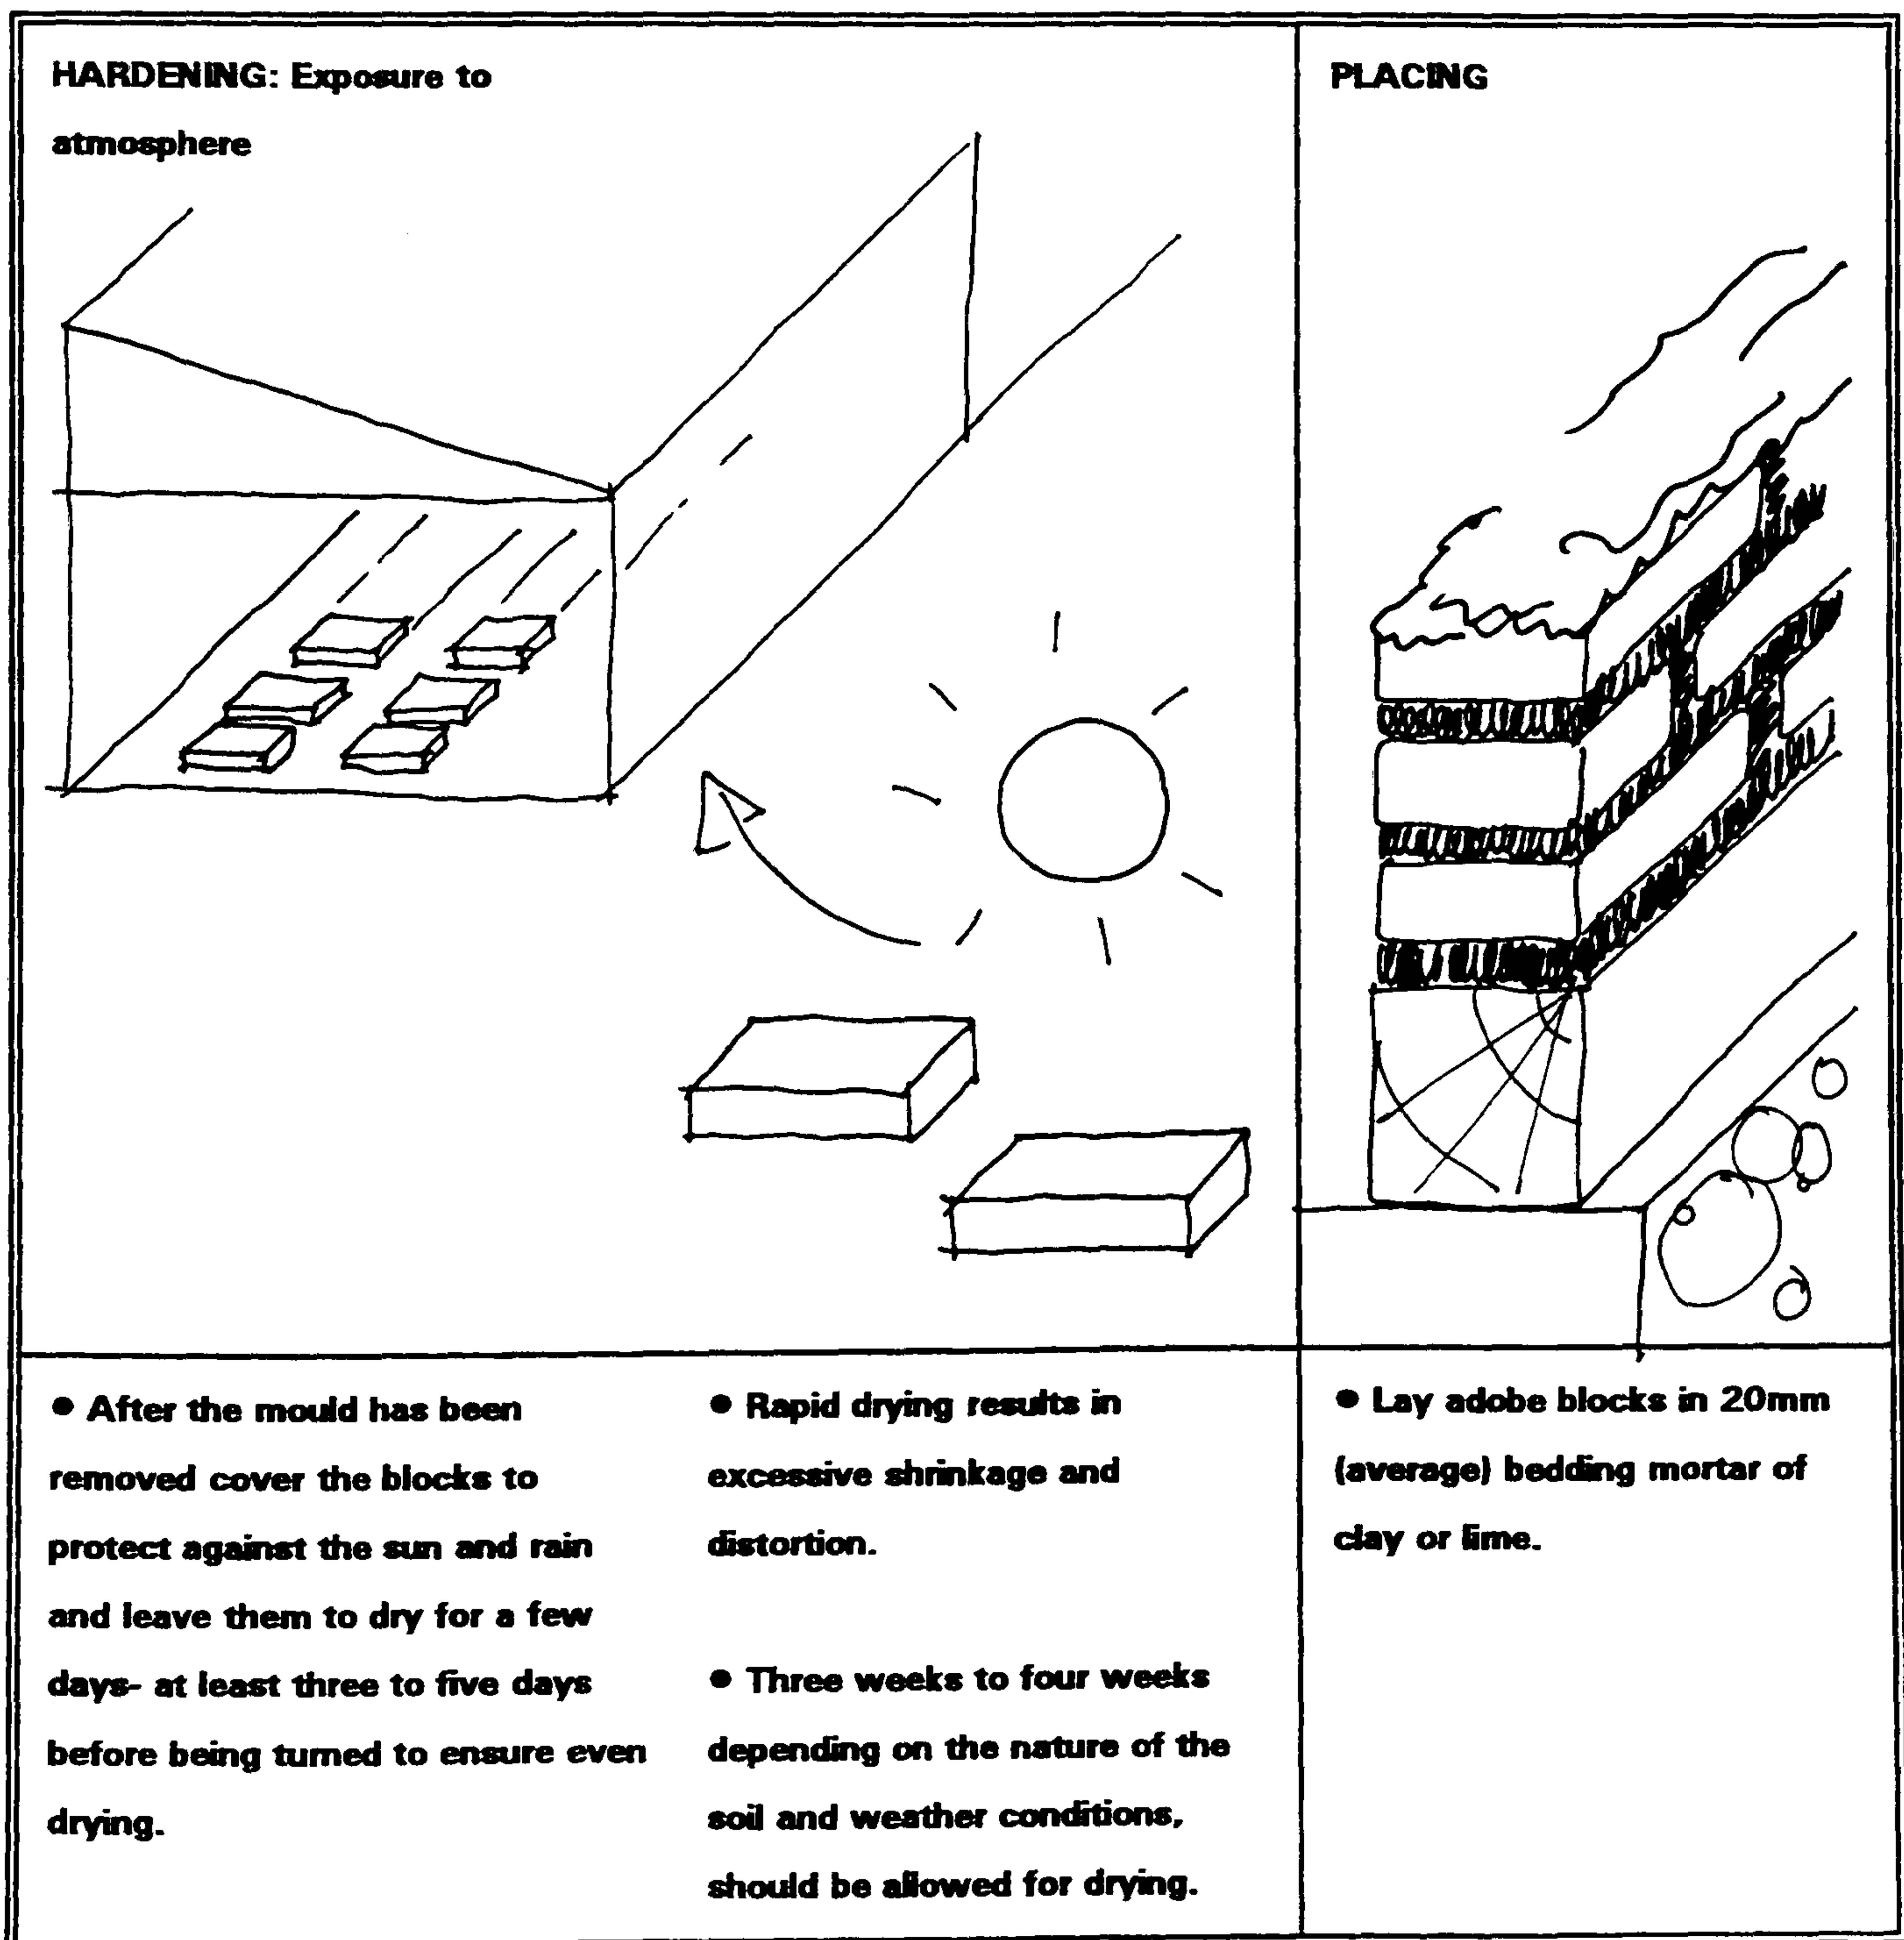 HARDENING: Exposure to
atmosphere
PLACING
● After the mould has been
removed cover the blocks to
protect against the sun and rain
and leave them to dry for a few
days- at least three to five days
before being turned to ensure even
drying.
● Rapid drying results in
excessive shrinkage and
distortion.
● Three weeks to four weeks
depending on the nature of the
soil and weather conditions,
should be allowed for drying.
● Lay adobe blocks in 20mm
(average) bedding mortar of
clay or lime.